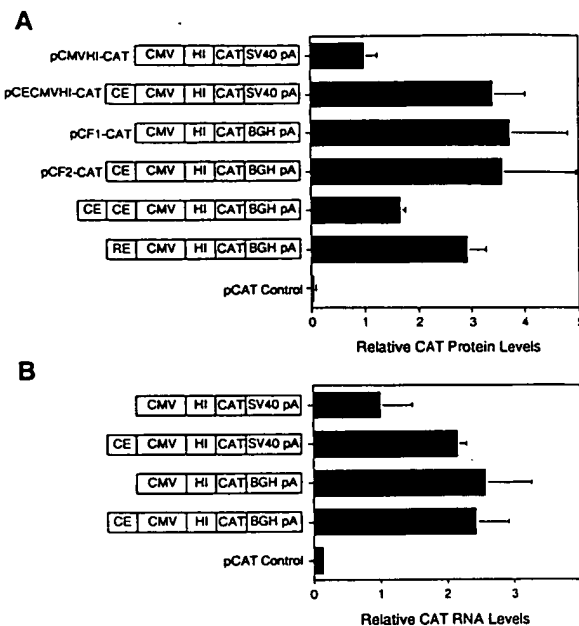 A
pCMVHI-CAT CMV HI CAT SV40 pA
pCECMVHI-CAT CE CMV HI CAT SV40 pA
pCF1-CAT CMV HI CAT BGH pA
pCF2-CAT CE CMV HI CAT BGH pA
CE CE CMV HI CAT BGH pA
RE CMV HI CAT BGH pA
pCAT Control
0 1 2 3 4 5
Relative CAT Protein Levels
B
CMV HI CAT SV40 pA
CE CMV HI CAT SV40 pA
CMV HI CAT BGH pA
CE CMV HI CAT BGH pA
pCAT Control
0 1 2 3
Relative CAT RNA Levels